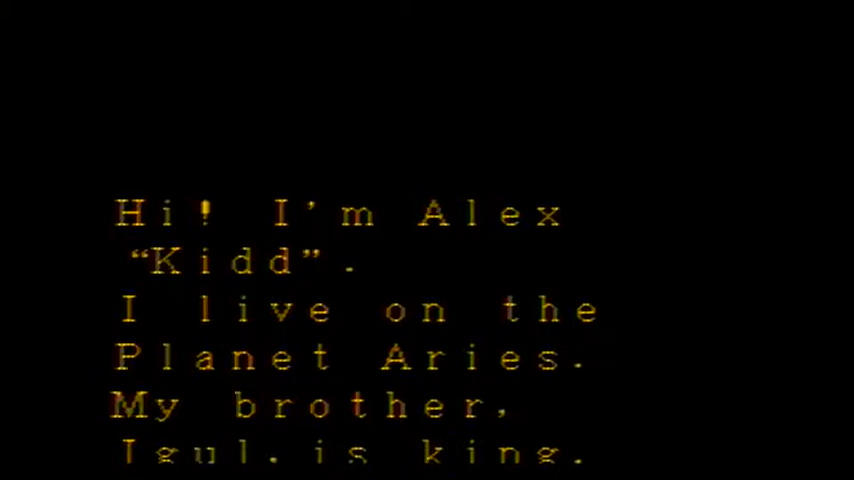 Hi! I'm Alex
“Kidd”.
I live on the
Planet Aries.
My brother,
Igul, is king.